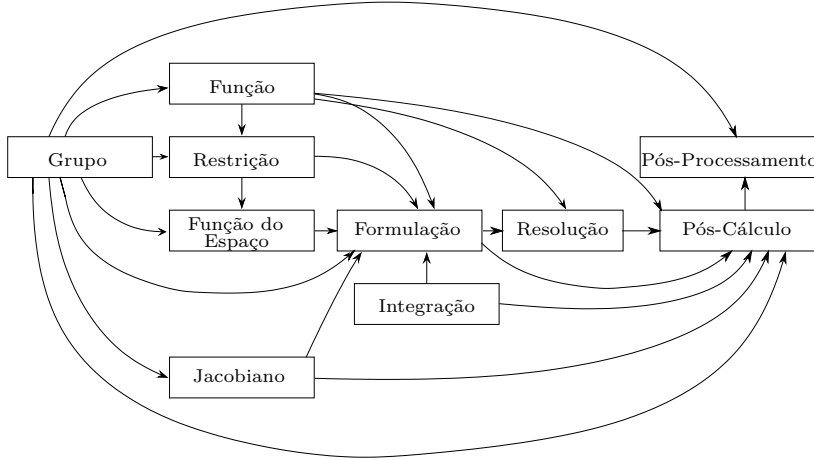 Função
Grupo
Restrição
Pós-Processamento
Função do
Espaço
Formulação
Resolução
Pós-Cálculo
Integração
Jacobiano